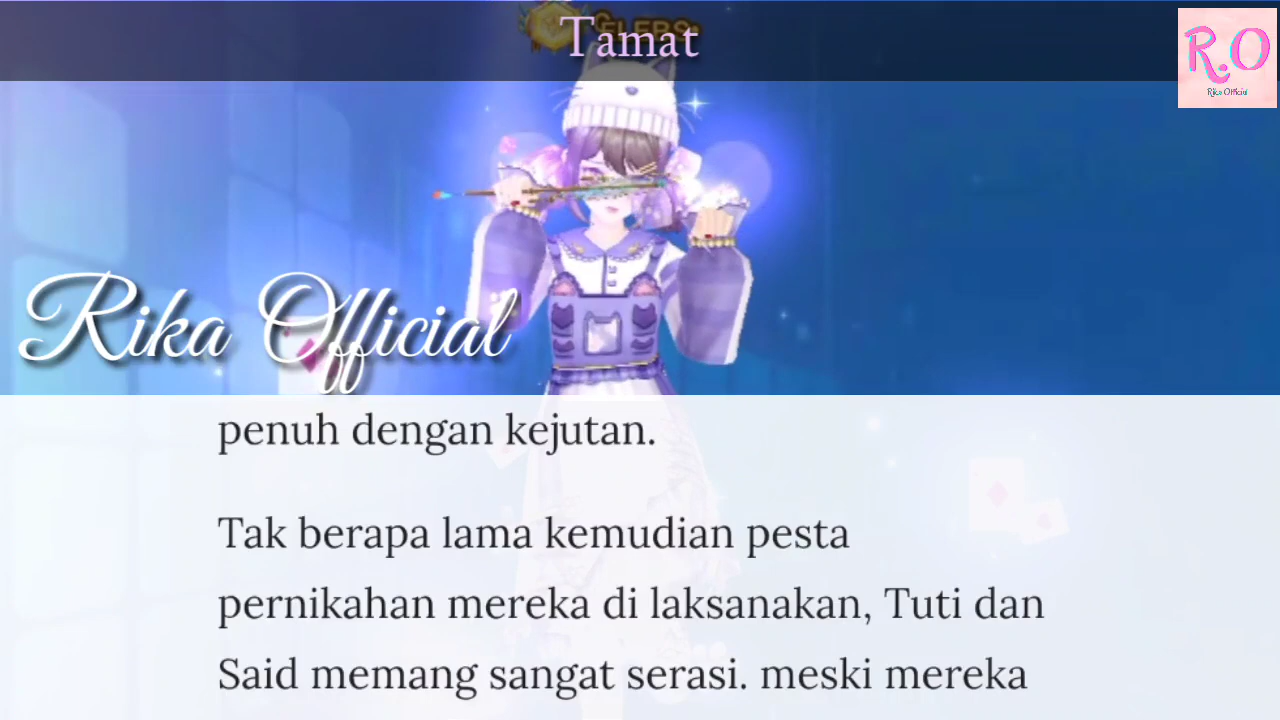 Tamat
R.O
Rika Official
Rika Official
penuh dengan kejutan.
Tak berapa lama kemudian pesta
pernikahan mereka di laksanakan, Tuti dan
Said memang sangat serasi. meski mereka